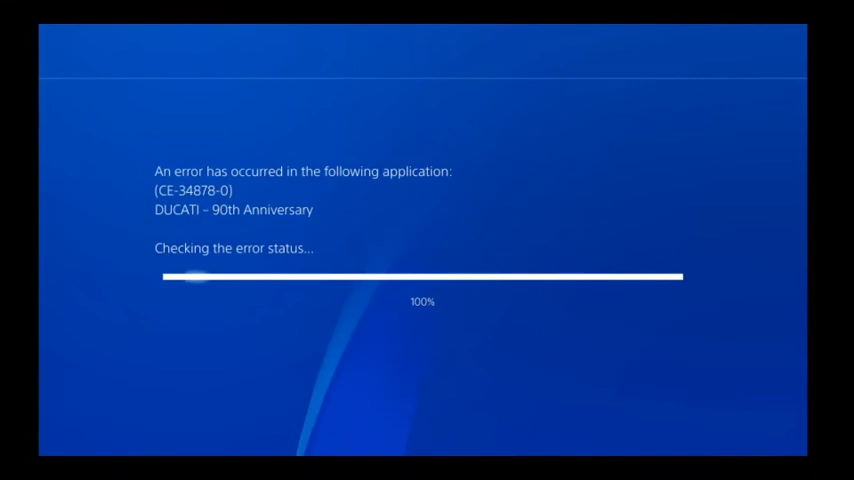 An error has occurred in the following application:
(CE-34878-0)
DUCATI – 90th Anniversary
Checking the error status...
100%